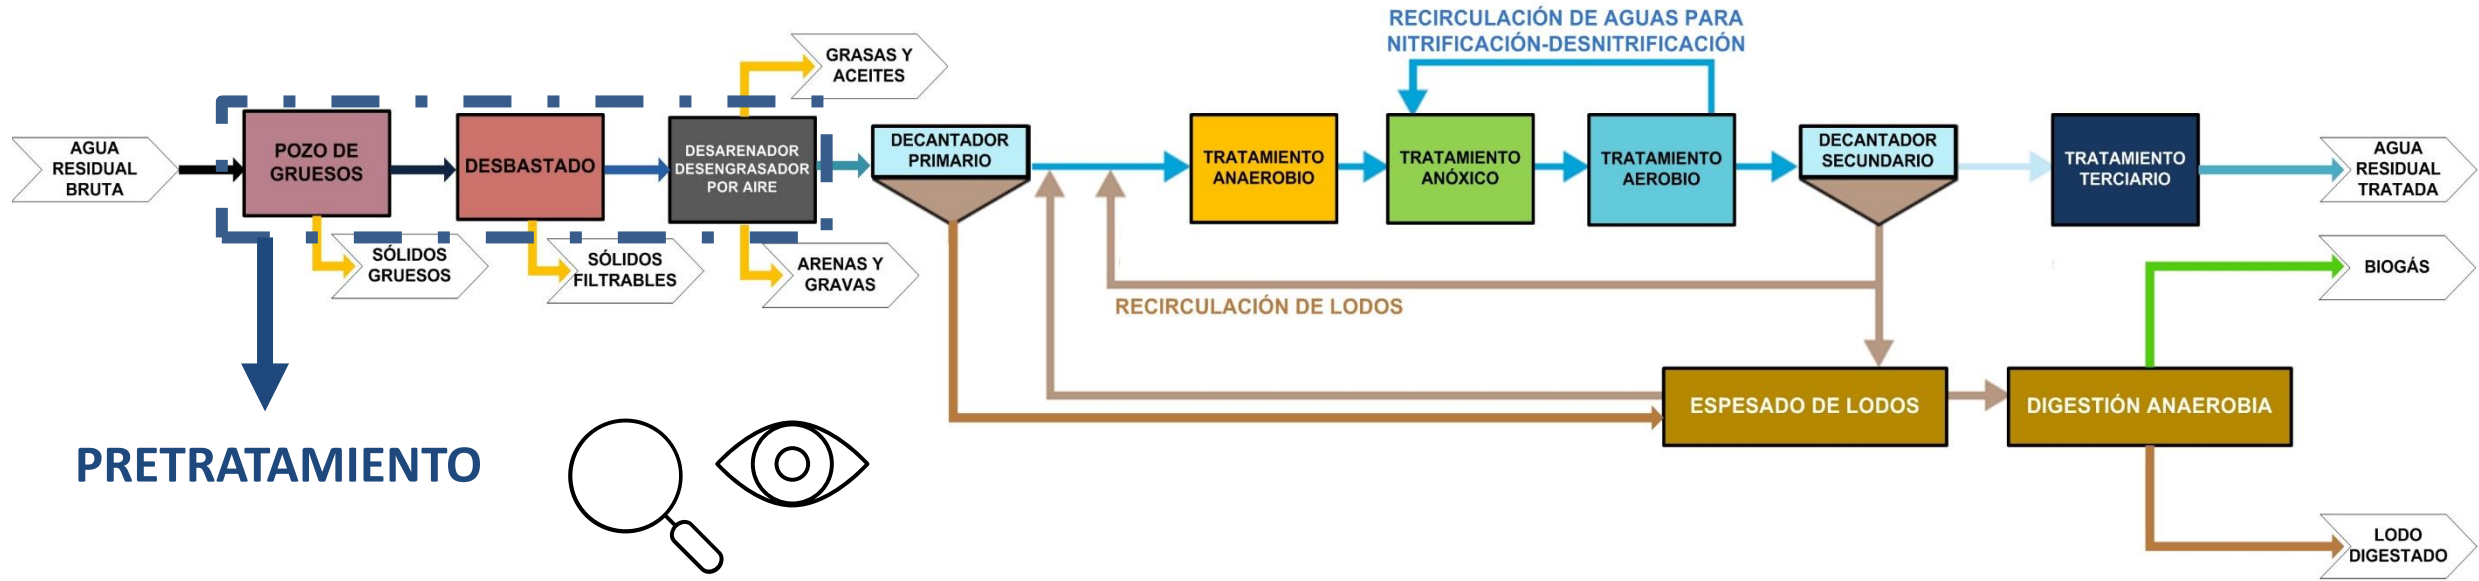 RECIRCULACIÓN DE AGUAS PARA
NITRIFICACIÓN-DESNITRIFICACIÓN
GRASAS Y
ACEITES
AGUA
RESIDUAL
BRUTA
POZO DE
GRUESOS
DESBASTADO
DESARENADOR
DESENGRASADOR
POR AIRE
DECANTADOR
PRIMARIO
TRATAMIENTO
ANAEROBIO
TRATAMIENTO
ANÓXICO
TRATAMIENTO
AEROBIO
DECANTADOR
SECUNDARIO
TRATAMIENTO
TERCIARIO
AGUA
RESIDUAL
TRATADA
SÓLIDOS
GRUESOS
SÓLIDOS
FILTRABLES
ARENAS Y
GRAVAS
BIOGÁS
RECIRCULACIÓN DE LODOS
ESPESADO DE LODOS
DIGESTIÓN ANAEROBIA
PRETRATAMIENTO
LODO
DIGESTADO